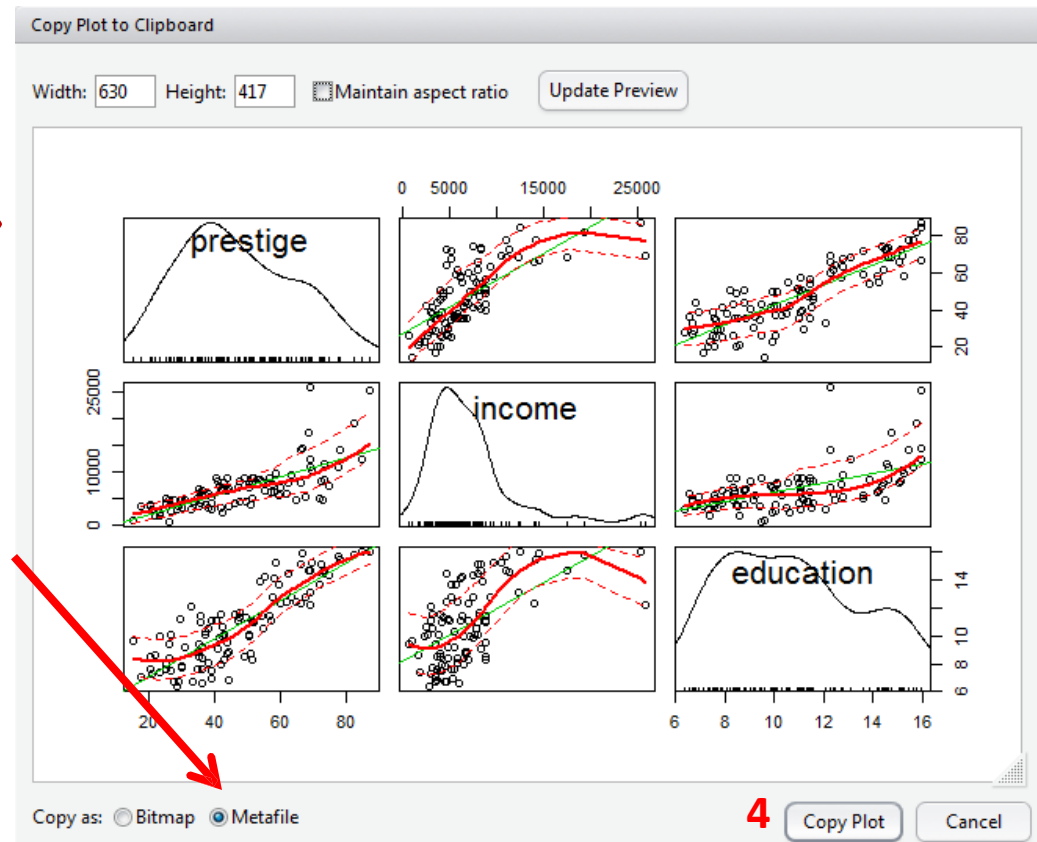 Copy Plot to Clipboard
Width: 630 Height: 417 Maintain aspect ratio Update Preview
0 5000 15000 25000
prestige
80
60
40
20
25000
10000
0
income
education
14
10
8
6
20 40 60 80
6 8 10 12 14 16
Copy as: Bitmap Metafile 4 Copy Plot Cancel